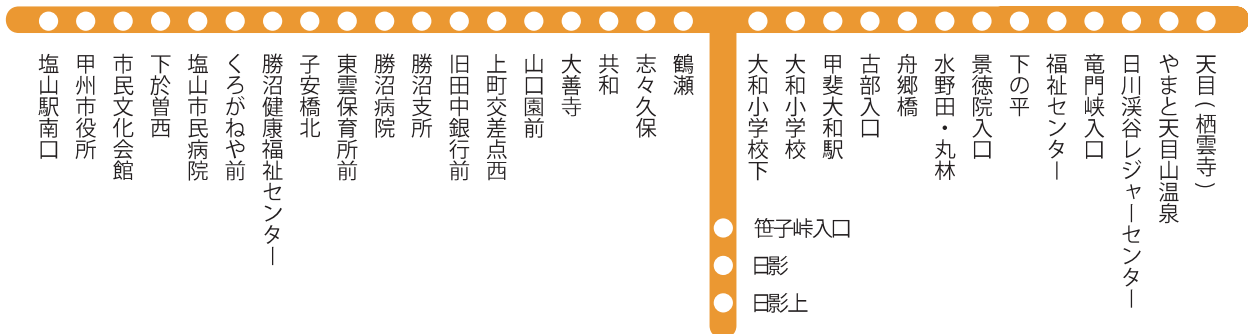 塩山駅南口
甲州市役所
市民文化会館
下於曽西
塩山市民病院
くろがねや前
勝沼健康福祉センター
子安橋北
東雲保育所前
勝沼病院
勝沼支所
旧田中銀行前
上町交差点西
山口園前
大善寺
共和
志々久保
鶴瀬
大和小学校下
大和小学校
甲斐大和駅
古部入口
舟郷橋
水野田・丸林
景徳院入口
下の平
福祉センター
竜門峡入口
日川渓谷レジャーセンター
やまと天目山温泉
天目(栖雲寺)
笹子峠入口
日影
日影上